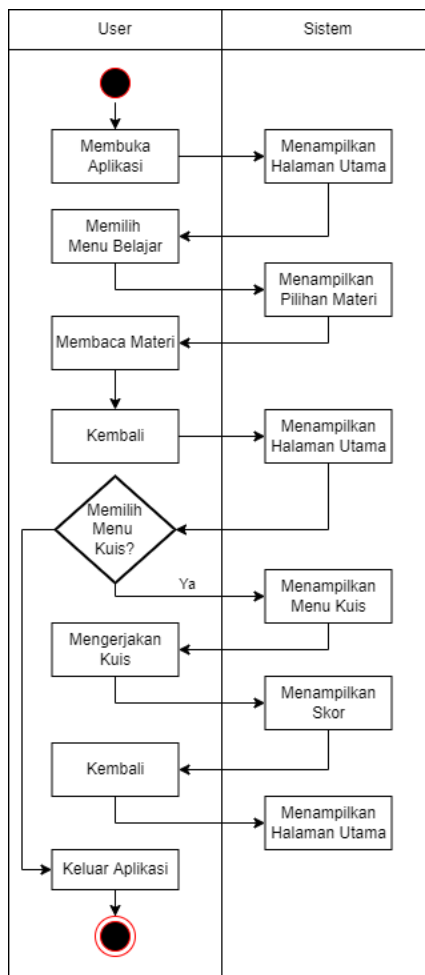 User
Sistem
Membuka
Aplikasi
Menampilkan
Halaman Utama
Memilih
Menu Belajar
Menampilkan
Pilihan Materi
Membaca Materi
Kembali
Menampilkan
Halaman Utama
Memilih
Menu
Kuis?
Ya
Menampilkan
Menu Kuis
Mengerjakan
Kuis
Menampilkan
Skor
Kembali
Menampilkan
Halaman Utama
Keluar Aplikasi